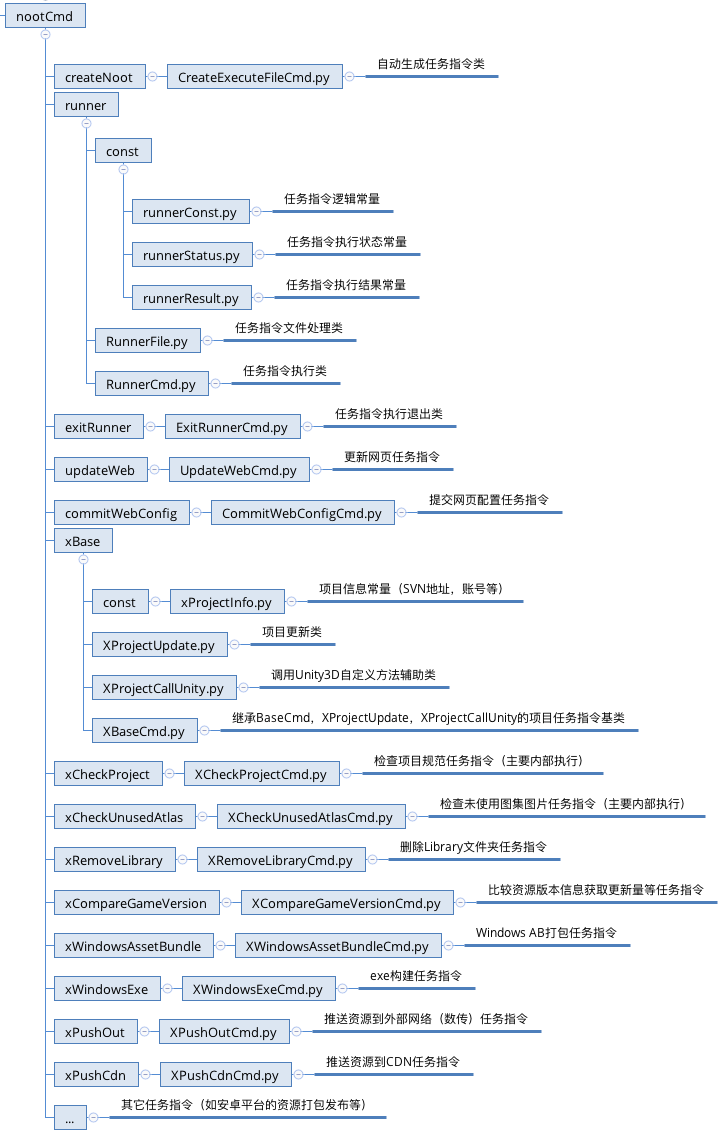 nootCmd
createNoot
CreateExecuteFileCmd.py
自动生成任务指令类
runner
const
runnerConst.py
任务指令逻辑常量
runnerStatus.py
任务指令执行状态常量
runnerResult.py
任务指令执行结果常量
RunnerFile.py
任务指令文件处理类
RunnerCmd.py
任务指令执行类
exitRunner
ExitRunnerCmd.py
任务指令执行退出类
updateWeb
UpdateWebCmd.py
更新网页任务指令
commitWebConfig
CommitWebConfigCmd.py
提交网页配置任务指令
xBase
const
xProjectInfo.py
项目信息常量（SVN地址，账号等）
XProjectUpdate.py
项目更新类
XProjectCallUnity.py
调用Unity3D自定义方法辅助类
XBaseCmd.py
继承BaseCmd，XProjectUpdate，XProjectCallUnity的项目任务指令基类
xCheckProject
XCheckProjectCmd.py
检查项目规范任务指令（主要内部执行）
xCheckUnusedAtlas
XCheckUnusedAtlasCmd.py
检查未使用图集图片任务指令（主要内部执行）
xRemoveLibrary
XRemoveLibraryCmd.py
删除Library文件夹任务指令
xCompareGameVersion
XCompareGameVersionCmd.py
比较资源版本信息获取更新量等任务指令
xWindowsAssetBundle
XWindowsAssetBundleCmd.py
Windows AB打包任务指令
xWindowsExe
XWindowsExeCmd.py
exe构建任务指令
xPushOut
XPushOutCmd.py
推送资源到外部网络（数传）任务指令
xPushCdn
XPushCdnCmd.py
推送资源到CDN任务指令
...
其它任务指令（如安卓平台的资源打包发布等）